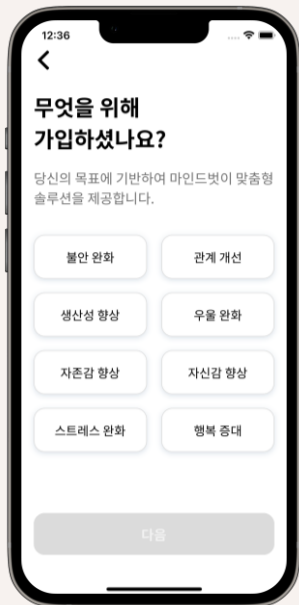 12:36
무엇을 위해
가입하셨나요?
당신의 목표에 기반하여 마인드벗이 맞춤형
솔루션을 제공합니다.
불안 완화
관계 개선
생산성 향상
우울 완화
자존감 향상
자신감 향상
스트레스 완화
행복 증대
다음